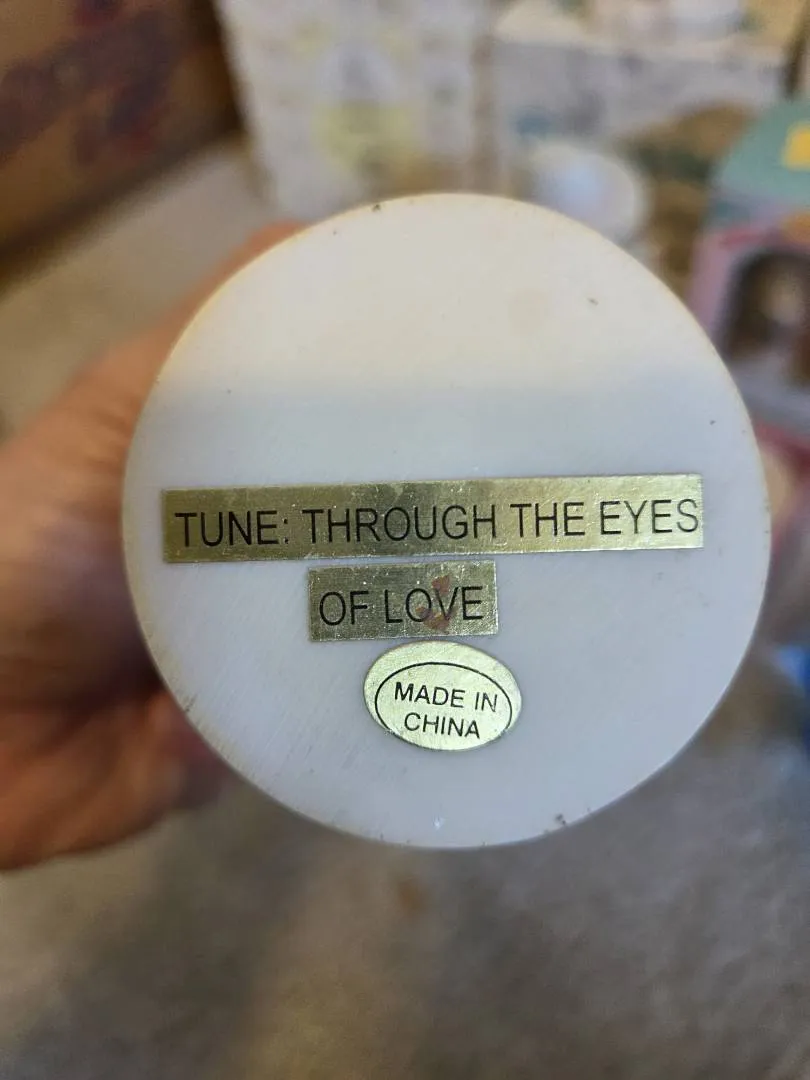 TUNE: THROUGH THE EYES
OF LOVE
MADE IN
CHINA